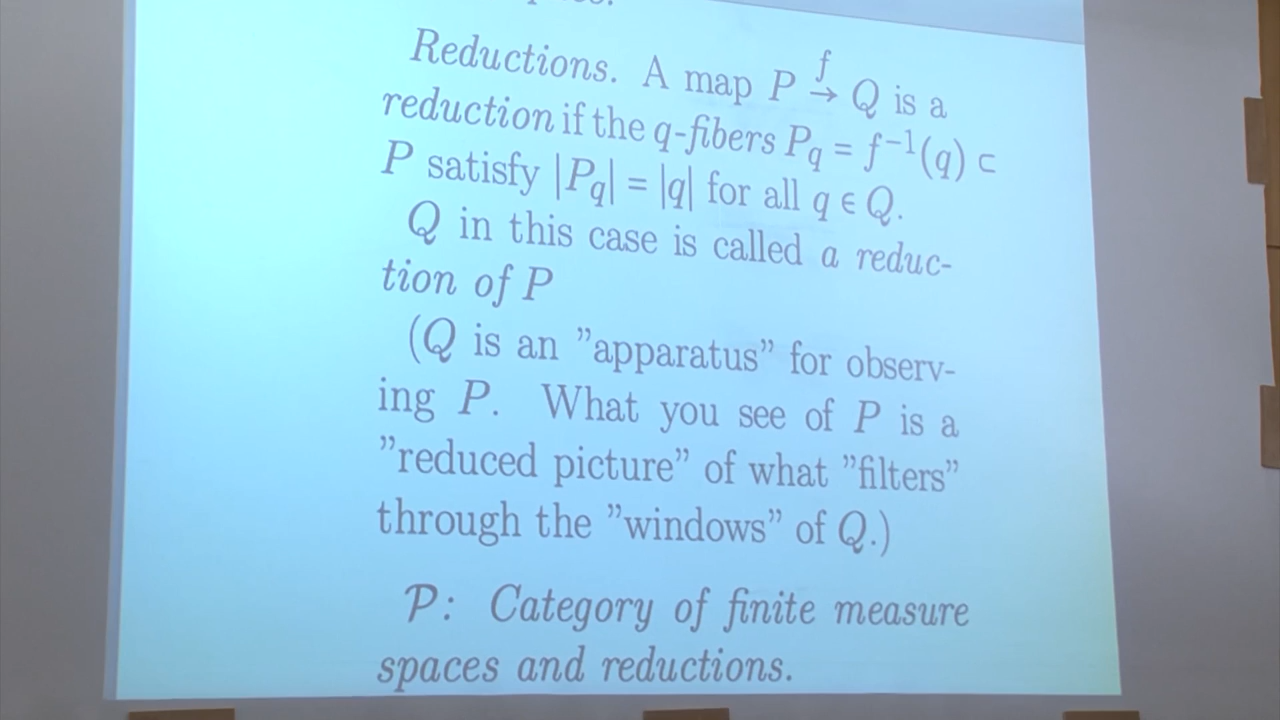 Reductions. A map P →^f Q is a
reduction if the q-fibers P_q = f⁻¹(q) ⊂
P satisfy |P_q| = |q| for all q ∈ Q.
Q in this case is called a reduc-
tion of P
(Q is an ”apparatus” for observ-
ing P. What you see of P is a
”reduced picture” of what ”filters”
through the ”windows” of Q.)
𝒫: Category of finite measure
spaces and reductions.